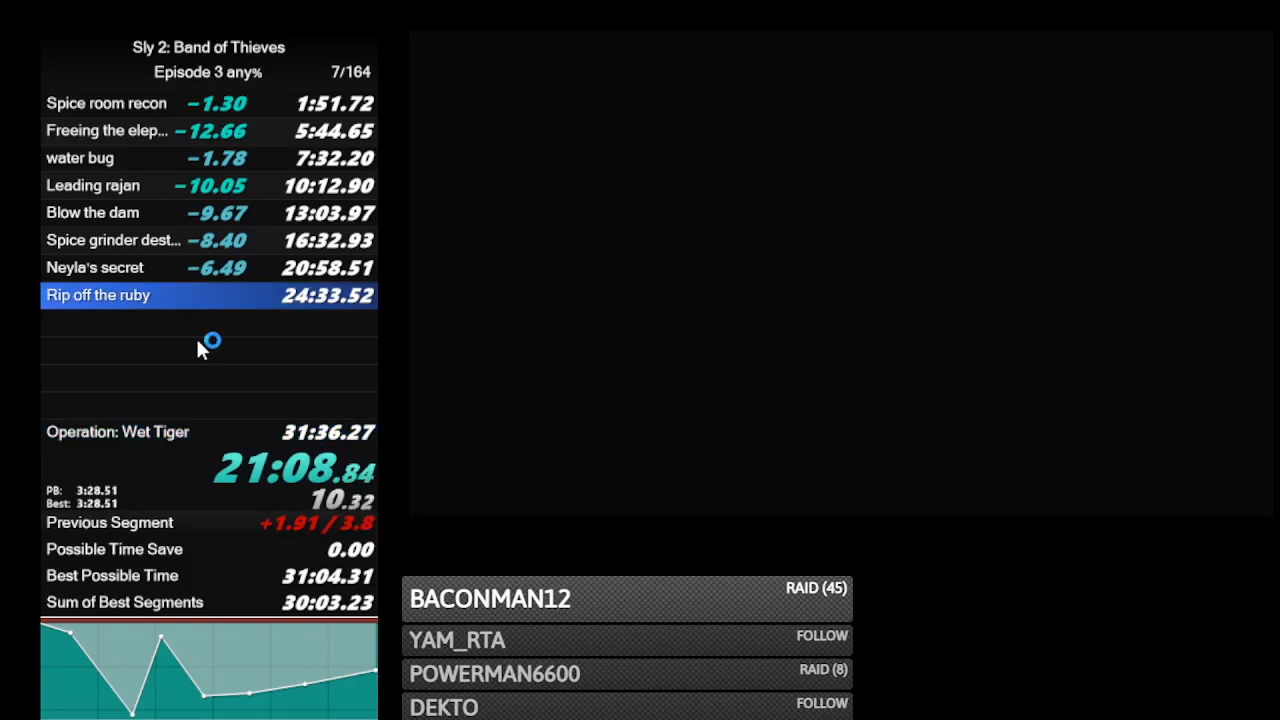 Sly 2: Band of Thieves
Episode 3 any% 7/164
Spice room recon -1.30 1:51.72
Freeing the elep... -12.66 5:44.65
water bug -1.78 7:32.20
Leading rajan -10.05 10:12.90
Blow the dam -9.67 13:03.97
Spice grinder dest... -8.40 16:32.93
Neyla's secret -6.49 20:58.51
Rip off the ruby 24:33.52
Operation: Wet Tiger 31:36.27
21:08.84
PB: 3:28.51
Best: 3:28.51
10.32
Previous Segment +1.91 / 3.8
Possible Time Save 0.00
Best Possible Time 31:04.31
Sum of Best Segments 30:03.23
BACONMAN12 RAID (45)
YAM_RTA FOLLOW
POWERMAN6600 RAID (8)
DEKTO FOLLOW